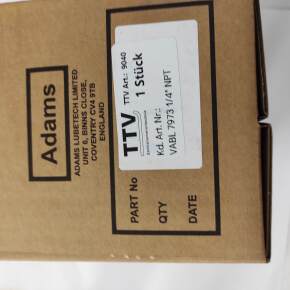 Adams
ADAMS LUBETECH LIMITED
UNIT 6, BINNS CLOSE,
COVENTRY CV4 9TB
ENGLAND
PART No
QTY
DATE
TTV
TTV Art.: 9040
1 Stück
Kd. Art. Nr.:
VABL 7973 1/4" NPT